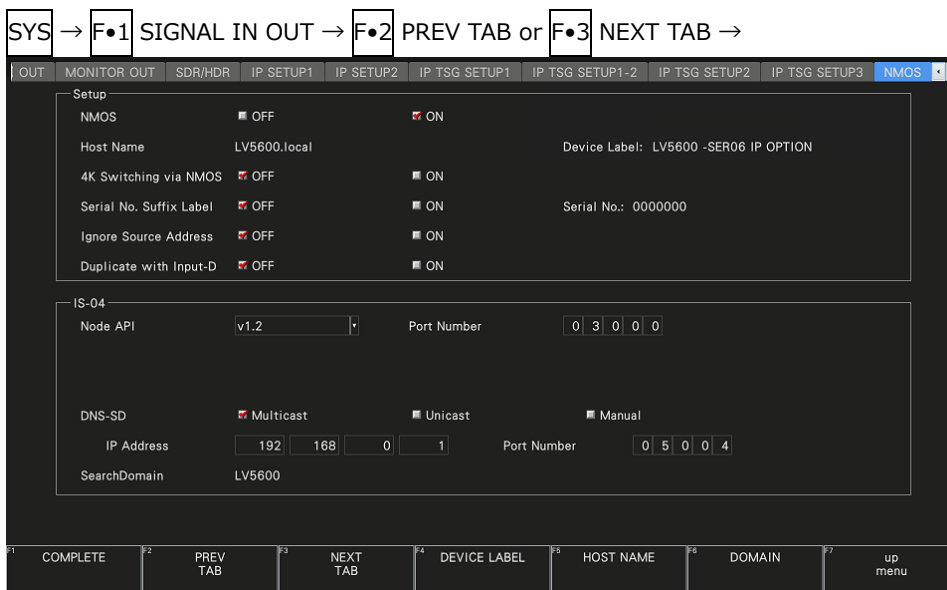 SYS → F•1 SIGNAL IN OUT → F•2 PREV TAB or F•3 NEXT TAB →
OUT MONITOR OUT SDR/HDR IP SETUP1 IP SETUP2 IP TSG SETUP1 IP TSG SETUP1-2 IP TSG SETUP2 IP TSG SETUP3 NMOS
Setup
NMOS OFF ON
Host Name LV5600.local Device Label: LV5600 -SER06 IP OPTION
4K Switching via NMOS OFF ON
Serial No. Suffix Label OFF ON Serial No.: 0000000
Ignore Source Address OFF ON
Duplicate with Input-D OFF ON
IS-04
Node API v1.2 Port Number 0 3 0 0 0
DNS-SD Multicast Unicast Manual
IP Address 192 168 0 1 Port Number 0 5 0 0 4
SearchDomain LV5600
F1 COMPLETE F2 PREV TAB F3 NEXT TAB F4 DEVICE LABEL F5 HOST NAME F6 DOMAIN F7 up menu